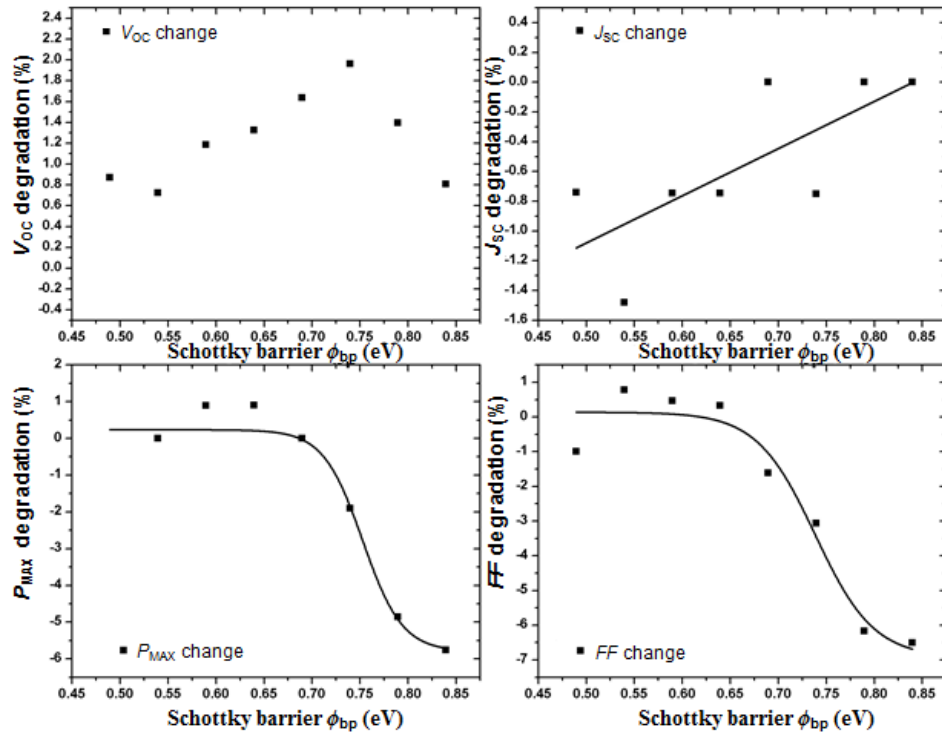 V_OC degradation (%)
2.4
2.2
2.0
1.8
1.6
1.4
1.2
1.0
0.8
0.6
0.4
0.2
0.0
-0.2
-0.4
V_OC change
0.45 0.50 0.55 0.60 0.65 0.70 0.75 0.80 0.85
Schottky barrier ϕ_bp (eV)
J_SC degradation (%)
0.4
0.2
0.0
-0.2
-0.4
-0.6
-0.8
-1.0
-1.2
-1.4
-1.6
J_SC change
0.45 0.50 0.55 0.60 0.65 0.70 0.75 0.80 0.85
Schottky barrier ϕ_bp (eV)
P_MAX degradation (%)
2
1
0
-1
-2
-3
-4
-5
-6
P_MAX change
0.45 0.50 0.55 0.60 0.65 0.70 0.75 0.80 0.85
Schottky barrier ϕ_bp (eV)
FF degradation (%)
1
0
-1
-2
-3
-4
-5
-6
-7
FF change
0.45 0.50 0.55 0.60 0.65 0.70 0.75 0.80 0.85
Schottky barrier ϕ_bp (eV)